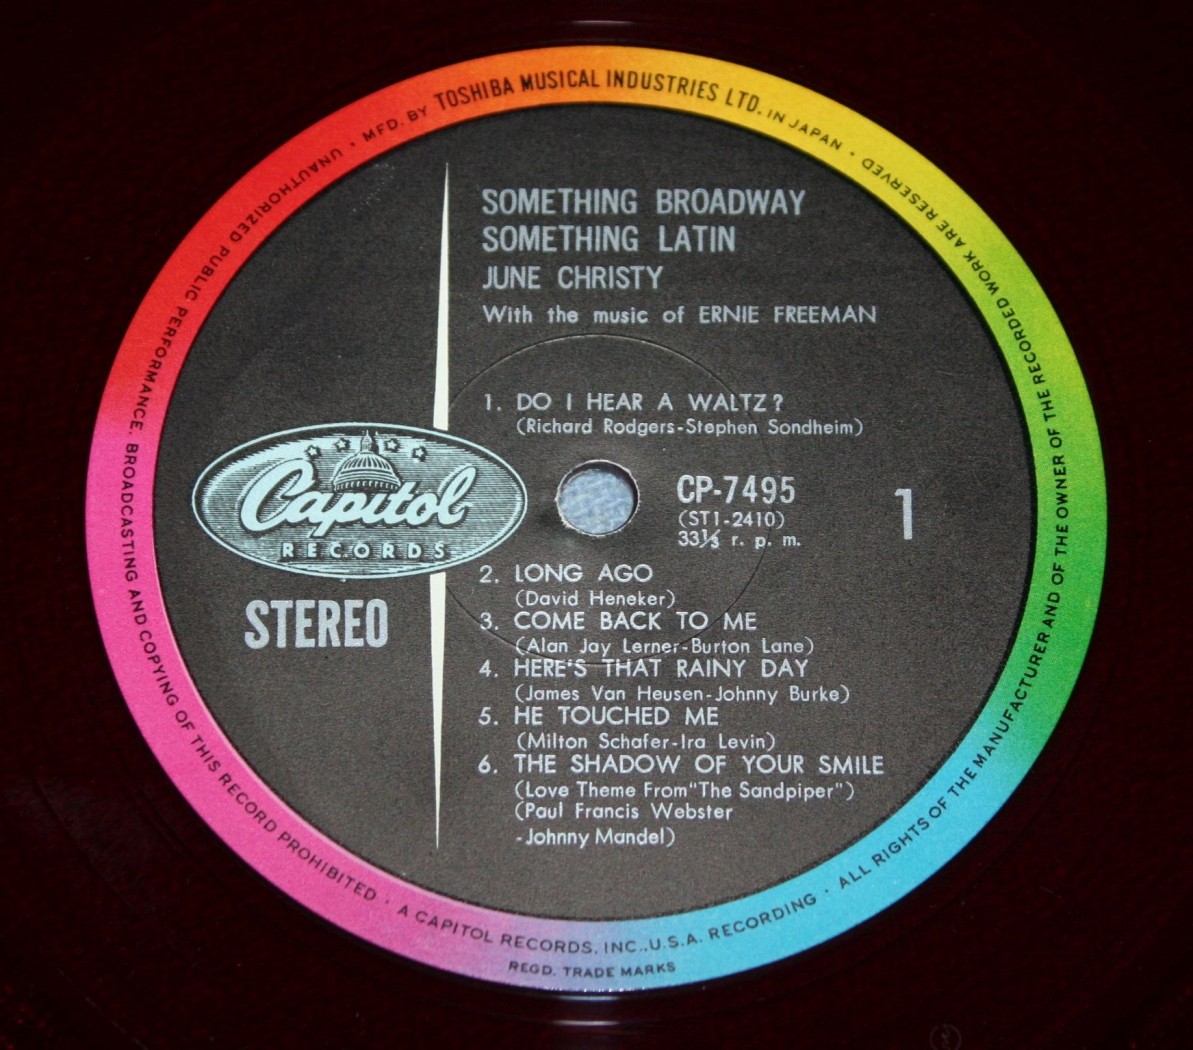 MFD. BY TOSHIBA MUSICAL INDUSTRIES LTD. IN JAPAN ·
ALL RIGHTS OF THE MANUFACTURER AND OF THE OWNER OF THE RECORDED WORK ARE RESERVED
UNAUTHORIZED PUBLIC PERFORMANCE. BROADCASTING AND COPYING OF THIS RECORD PROHIBITED · A CAPITOL RECORDS, INC., U.S.A. RECORDING ·
REGD. TRADE MARKS
SOMETHING BROADWAY
SOMETHING LATIN
JUNE CHRISTY
With the music of ERNIE FREEMAN
1. DO I HEAR A WALTZ?
(Richard Rodgers-Stephen Sondheim)
Capitol
RECORDS
STEREO
CP-7495
(ST1-2410)
33⅓ r. p. m.
1
2. LONG AGO
(David Heneker)
3. COME BACK TO ME
(Alan Jay Lerner-Burton Lane)
4. HERE'S THAT RAINY DAY
(James Van Heusen-Johnny Burke)
5. HE TOUCHED ME
(Milton Schafer-Ira Levin)
6. THE SHADOW OF YOUR SMILE
(Love Theme From"The Sandpiper")
(Paul Francis Webster
-Johnny Mandel)